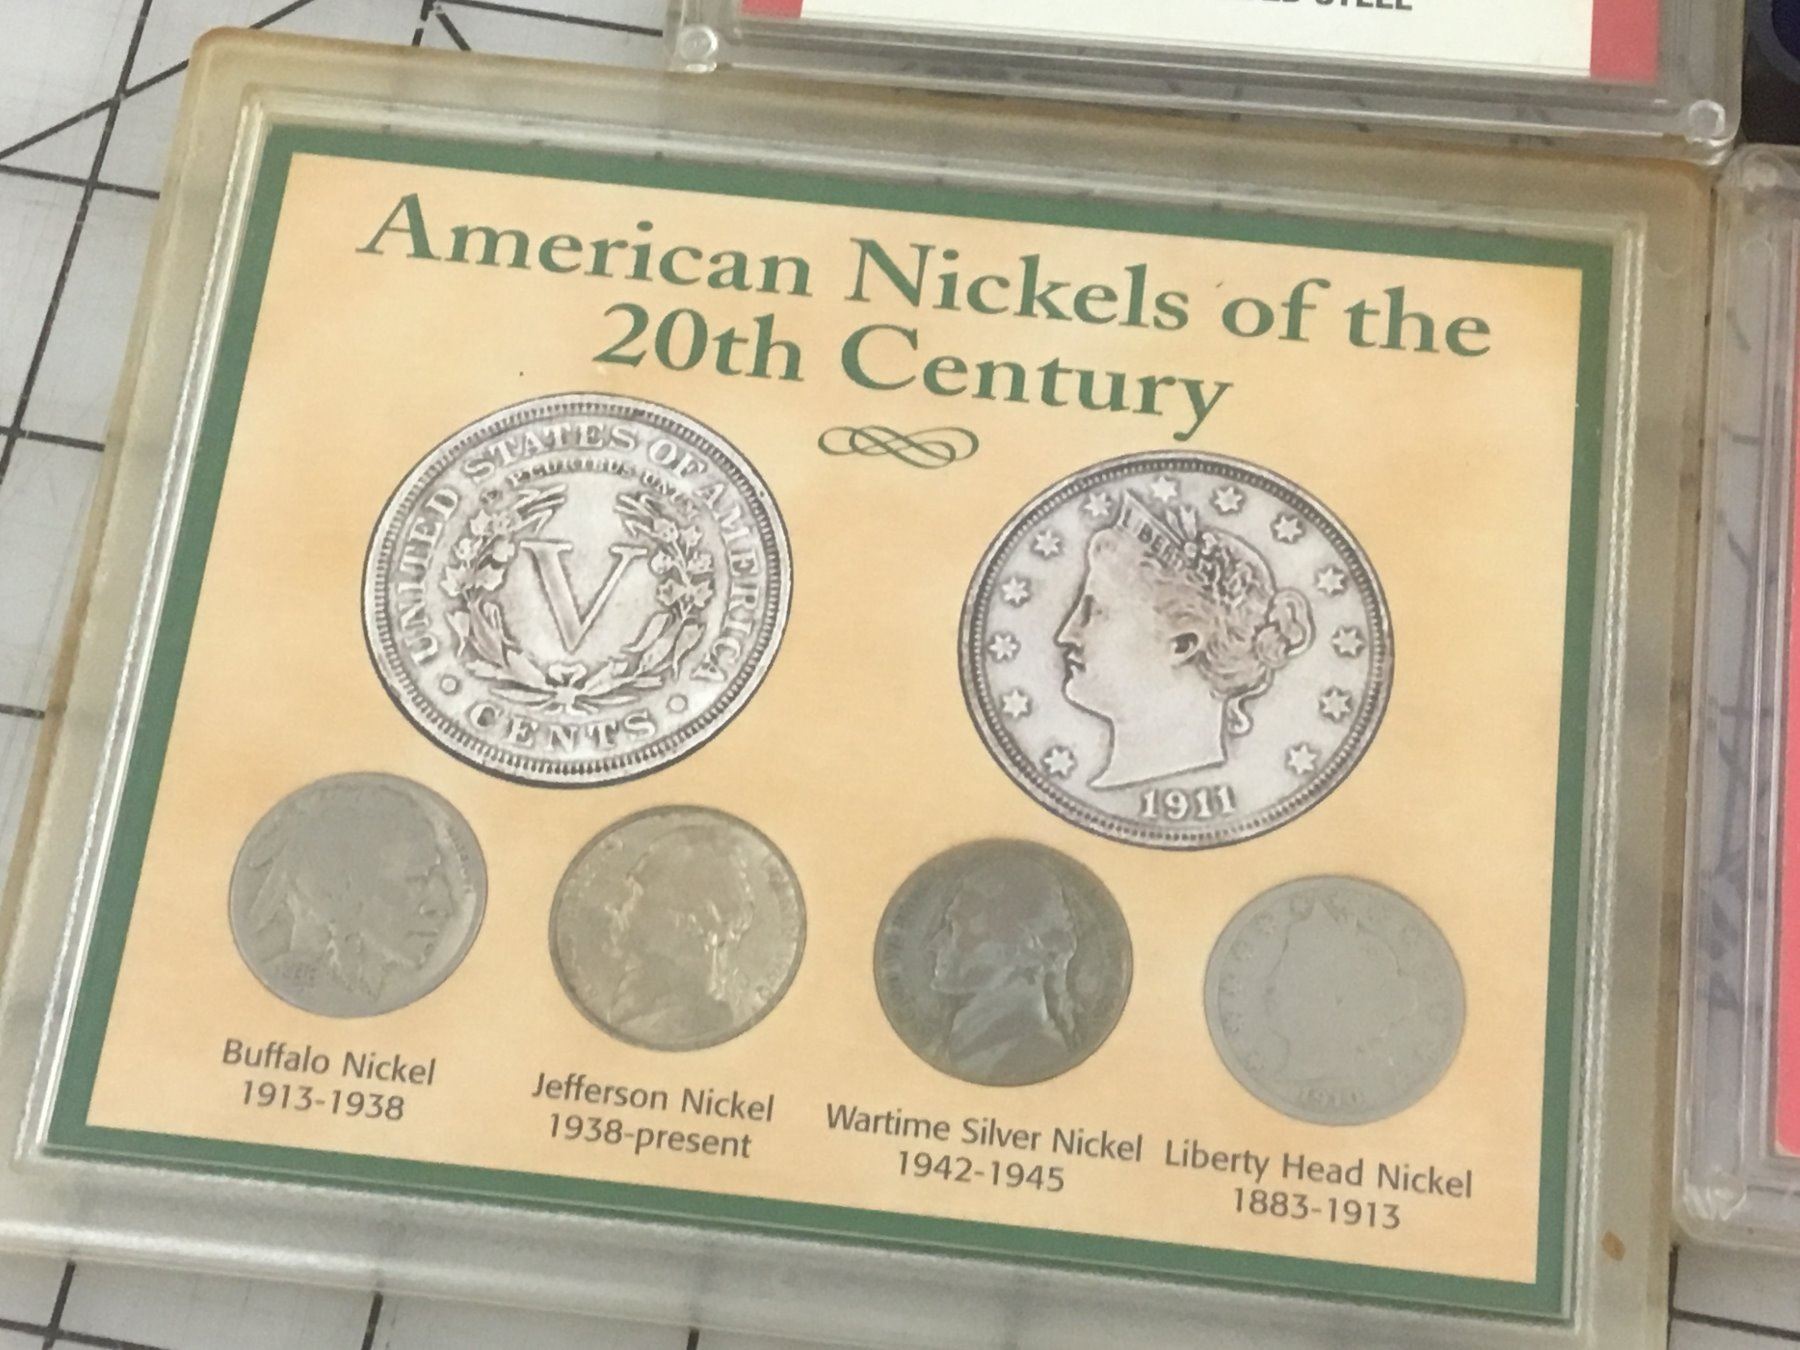 STEEL
American Nickels of the
20th Century
UNITED STATES OF AMERICA
E PLURIBUS UNUM
V
CENTS
LIBERTY
1911
Buffalo Nickel
1913-1938
Jefferson Nickel
1938-present
Wartime Silver Nickel
1942-1945
Liberty Head Nickel
1883-1913